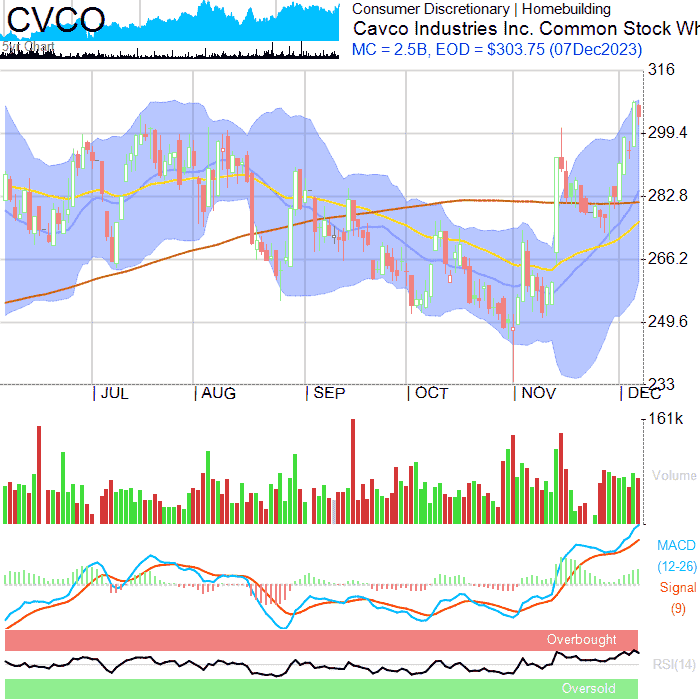 CVCO
5kt Chart
Consumer Discretionary | Homebuilding
Cavco Industries Inc. Common Stock Wh
MC = 2.5B, EOD = $303.75 (07Dec2023)
316
299.4
282.8
266.2
249.6
233
JUL AUG SEP OCT NOV DEC
161k
Volume
MACD
(12-26)
Signal
(9)
Overbought
RSI(14)
Oversold